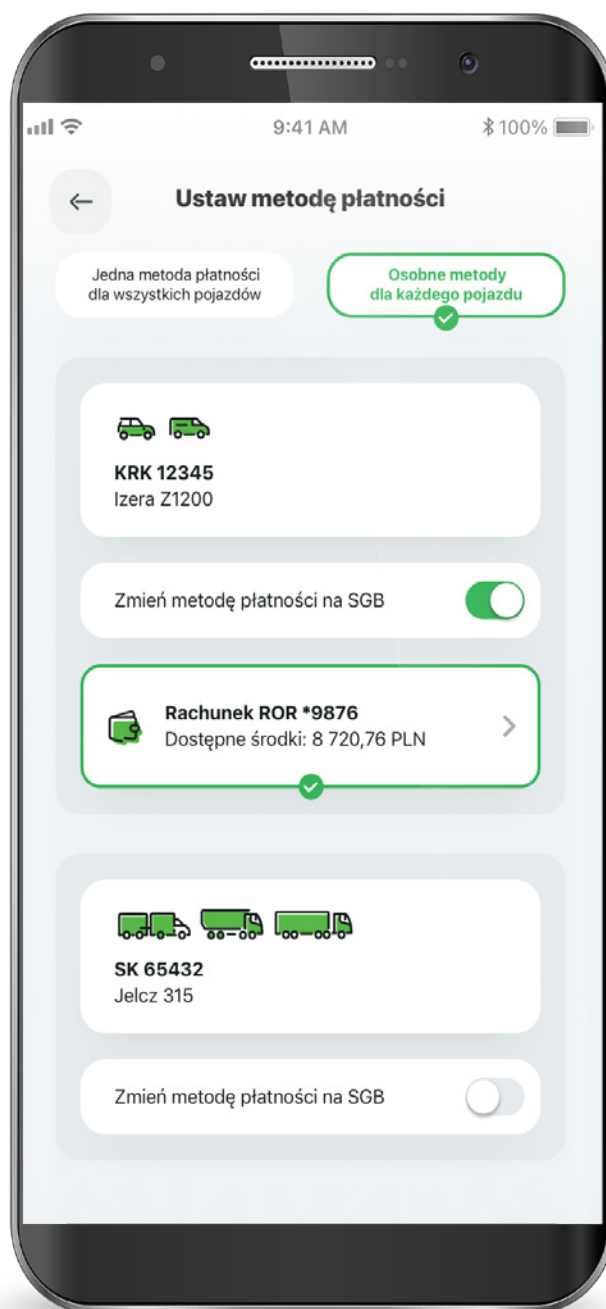 9:41 AM
100%
Ustaw metodę płatności
Jedna metoda płatności
dla wszystkich pojazdów
Osobne metody
dla każdego pojazdu
KRK 12345
Izera Z1200
Zmień metodę płatności na SGB
Rachunek ROR *9876
Dostępne środki: 8 720,76 PLN
SK 65432
Jelcz 315
Zmień metodę płatności na SGB